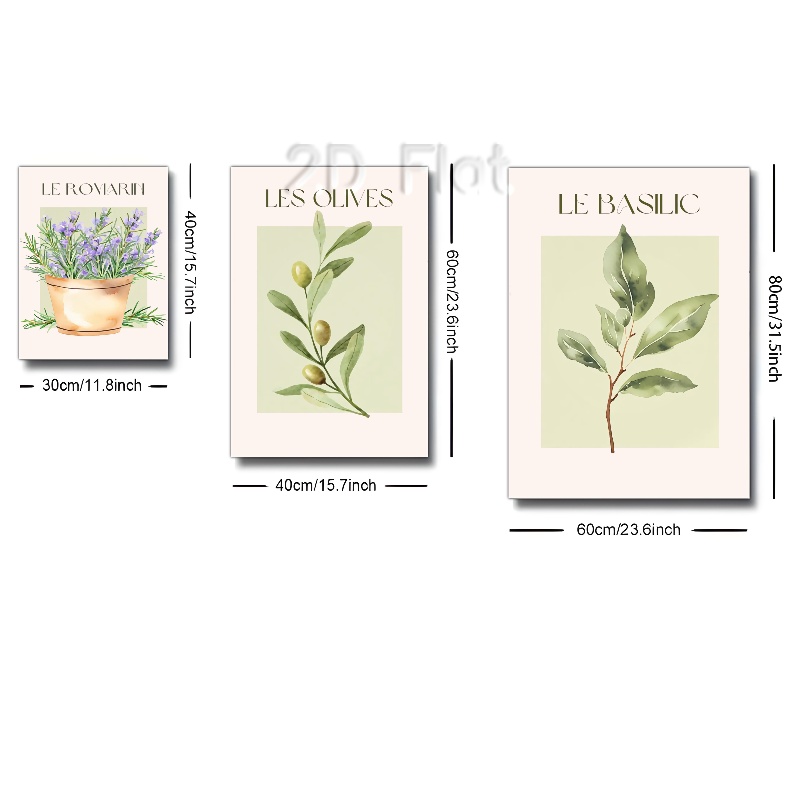 2D Flat
LE ROMARIN
LES OLIVES
LE BASILIC
40cm/15.7inch
60cm/23.6inch
80cm/31.5inch
30cm/11.8inch
40cm/15.7inch
60cm/23.6inch